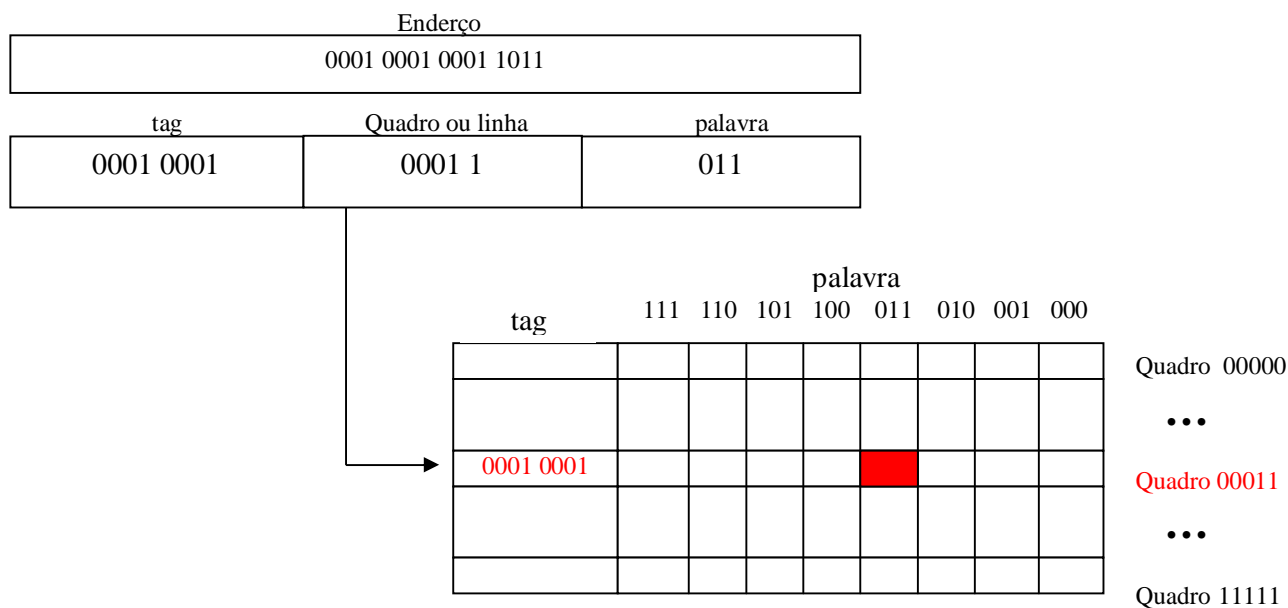 Enderço
0001 0001 0001 1011
tag Quadro ou linha palavra
0001 0001 0001 1 011
palavra
tag 111 110 101 100 011 010 001 000
Quadro 00000
•••
0001 0001
Quadro 00011
•••
Quadro 11111